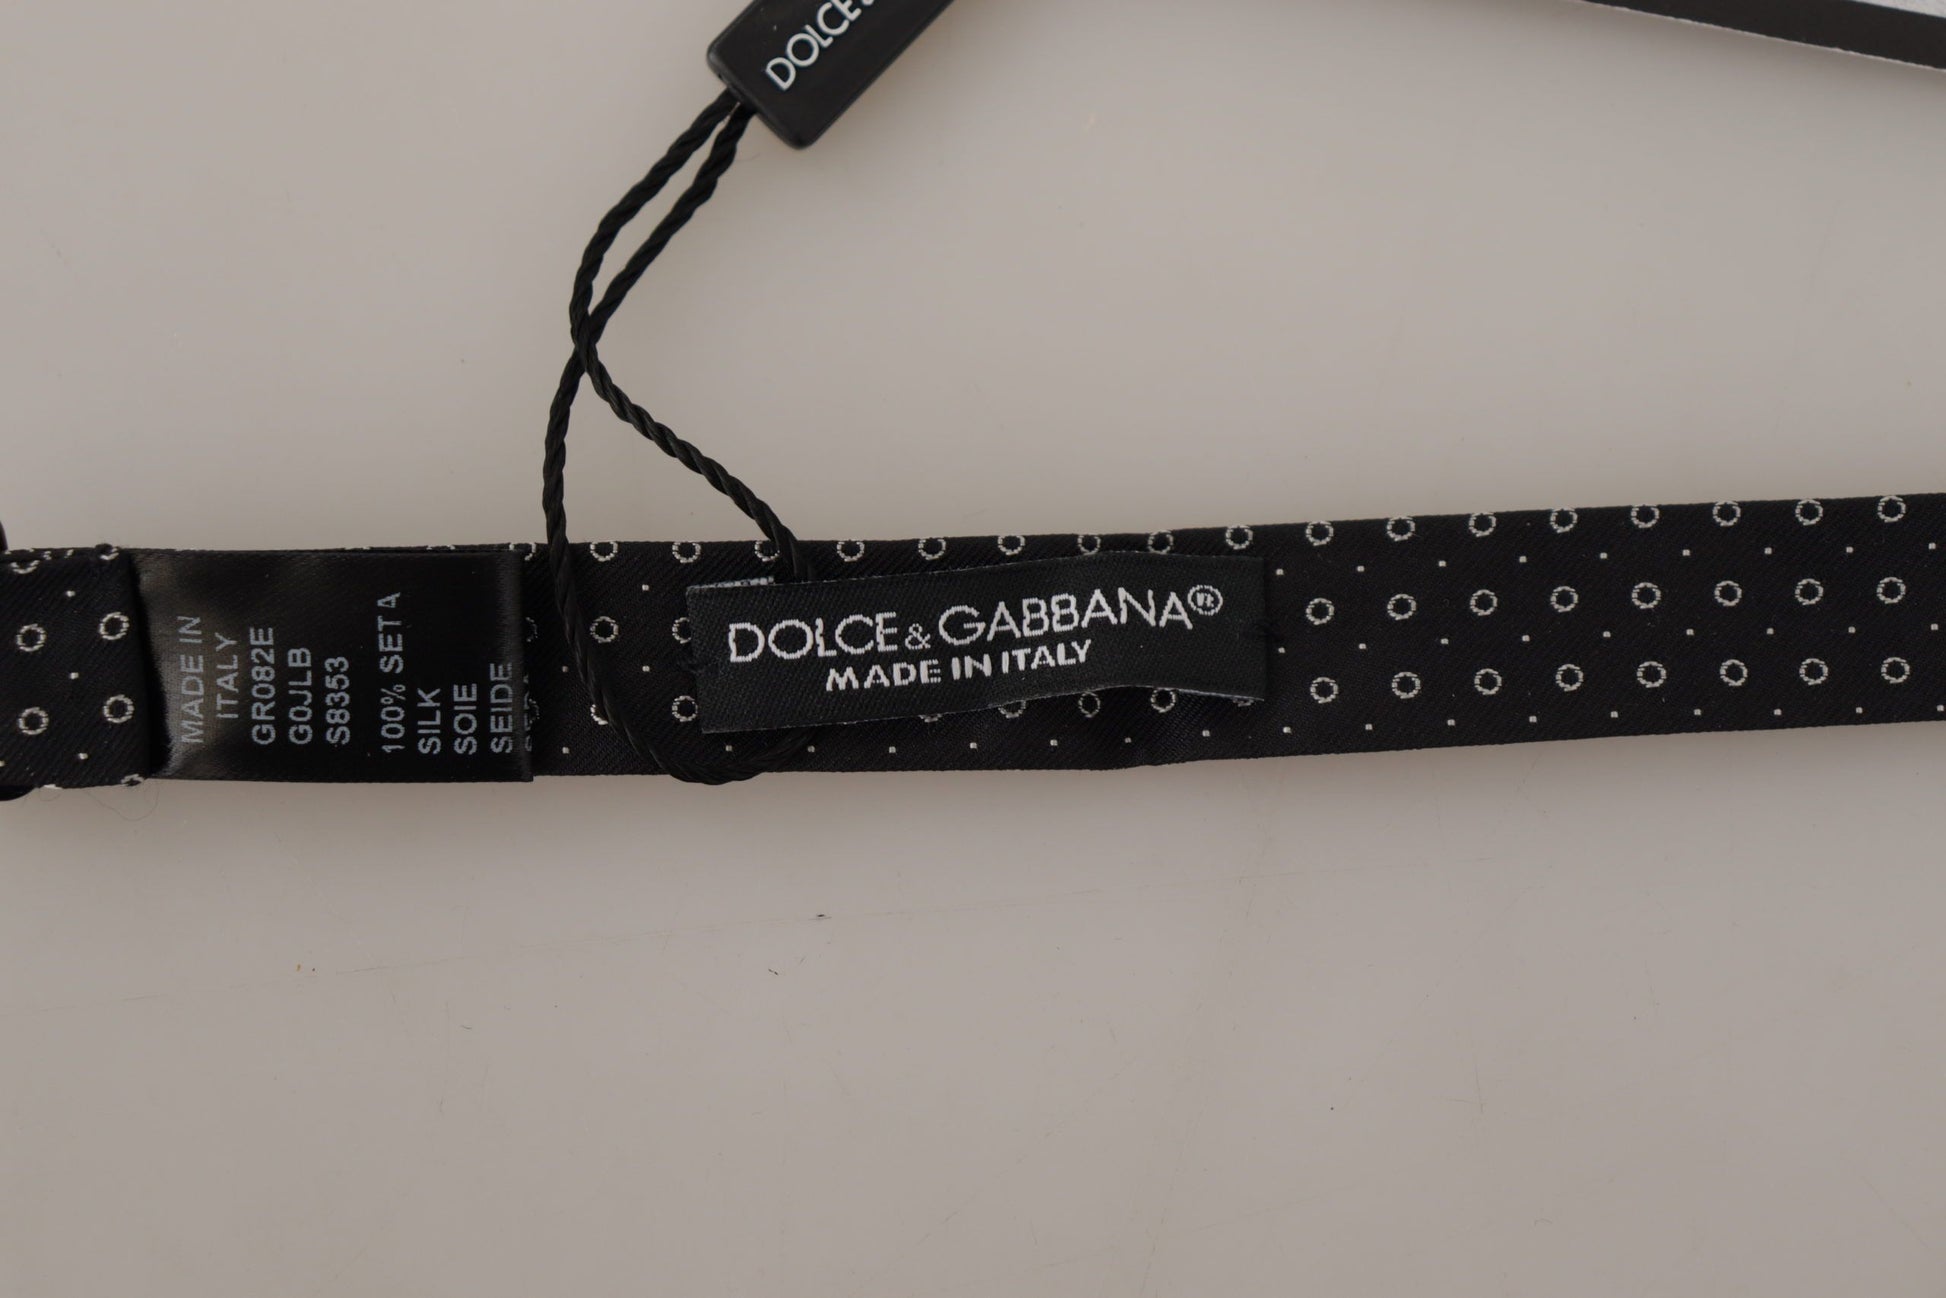 DOLCE
MADE IN
ITALY
GR082E
G0JLB
S8353
100% SETA
SILK
SOIE
SEIDE
DOLCE & GABBANA®
MADE IN ITALY